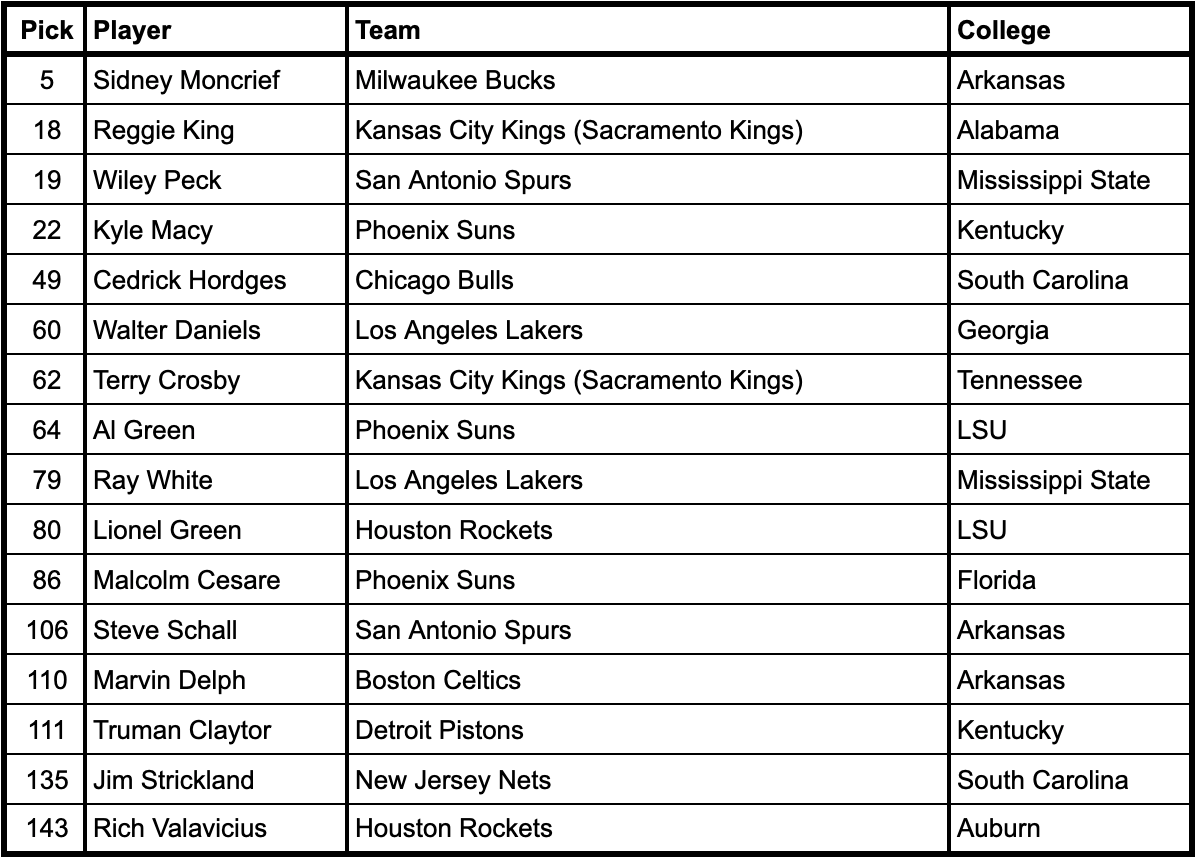 Pick Player Team College
5 Sidney Moncrief Milwaukee Bucks Arkansas
18 Reggie King Kansas City Kings (Sacramento Kings) Alabama
19 Wiley Peck San Antonio Spurs Mississippi State
22 Kyle Macy Phoenix Suns Kentucky
49 Cedrick Hordges Chicago Bulls South Carolina
60 Walter Daniels Los Angeles Lakers Georgia
62 Terry Crosby Kansas City Kings (Sacramento Kings) Tennessee
64 Al Green Phoenix Suns LSU
79 Ray White Los Angeles Lakers Mississippi State
80 Lionel Green Houston Rockets LSU
86 Malcolm Cesare Phoenix Suns Florida
106 Steve Schall San Antonio Spurs Arkansas
110 Marvin Delph Boston Celtics Arkansas
111 Truman Claytor Detroit Pistons Kentucky
135 Jim Strickland New Jersey Nets South Carolina
143 Rich Valavicius Houston Rockets Auburn